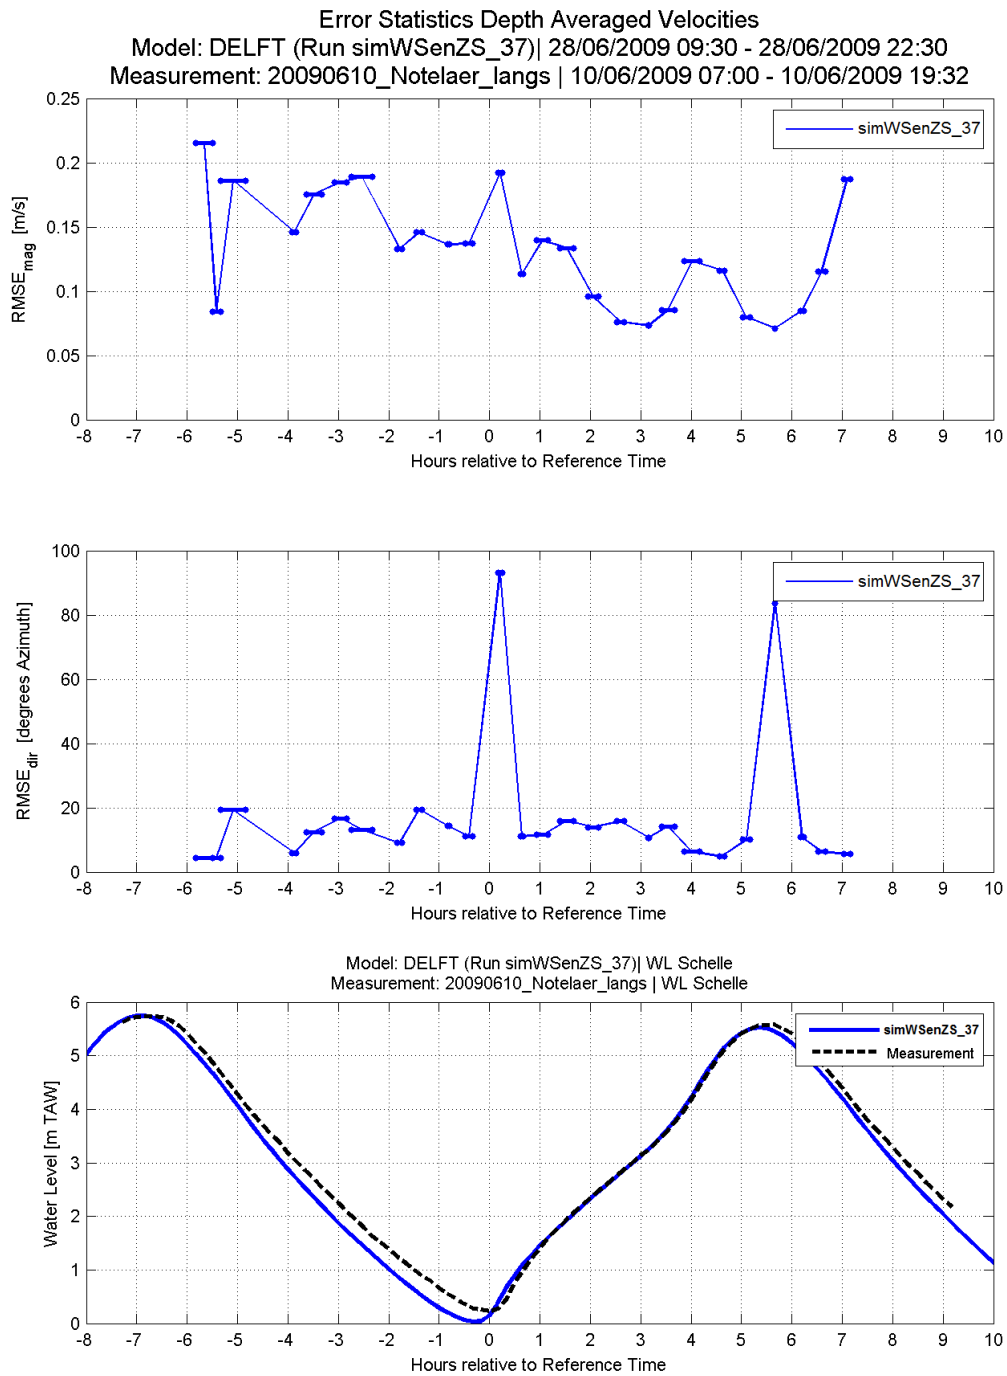 Error Statistics Depth Averaged Velocities
Model: DELFT (Run simWSenZS_37)| 28/06/2009 09:30 - 28/06/2009 22:30
Measurement: 20090610_Notelaer_langs | 10/06/2009 07:00 - 10/06/2009 19:32
0.25
0.2
0.15
0.1
0.05
0
RMSE_mag [m/s]
simWSenZS_37
-8 -7 -6 -5 -4 -3 -2 -1 0 1 2 3 4 5 6 7 8 9 10
Hours relative to Reference Time
100
80
60
40
20
0
RMSE_dir [degrees Azimuth]
simWSenZS_37
-8 -7 -6 -5 -4 -3 -2 -1 0 1 2 3 4 5 6 7 8 9 10
Hours relative to Reference Time
Model: DELFT (Run simWSenZS_37)| WL Schelle
Measurement: 20090610_Notelaer_langs | WL Schelle
6
5
4
3
2
1
0
Water Level [m TAW]
simWSenZS_37
Measurement
-8 -7 -6 -5 -4 -3 -2 -1 0 1 2 3 4 5 6 7 8 9 10
Hours relative to Reference Time